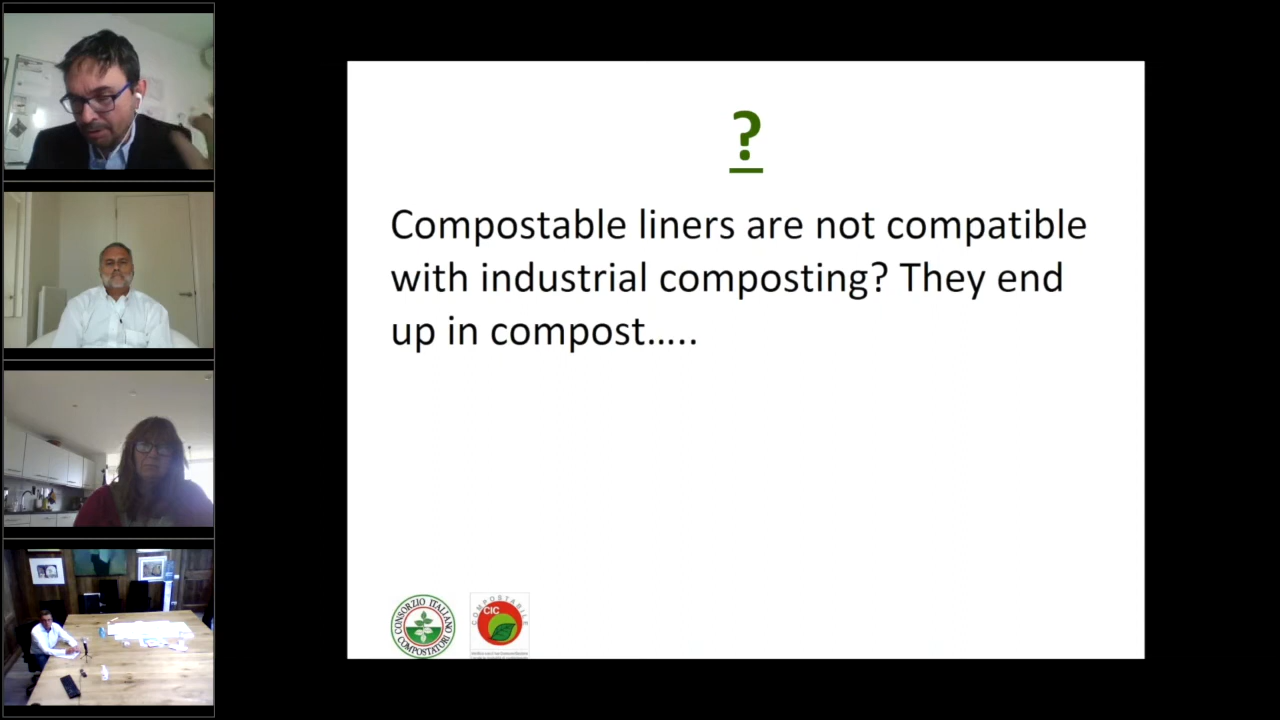 ?
Compostable liners are not compatible
with industrial composting? They end
up in compost.....
CONSORZIO ITALIANO
COMPOSTATORI
COMPOSTABILE
CIC